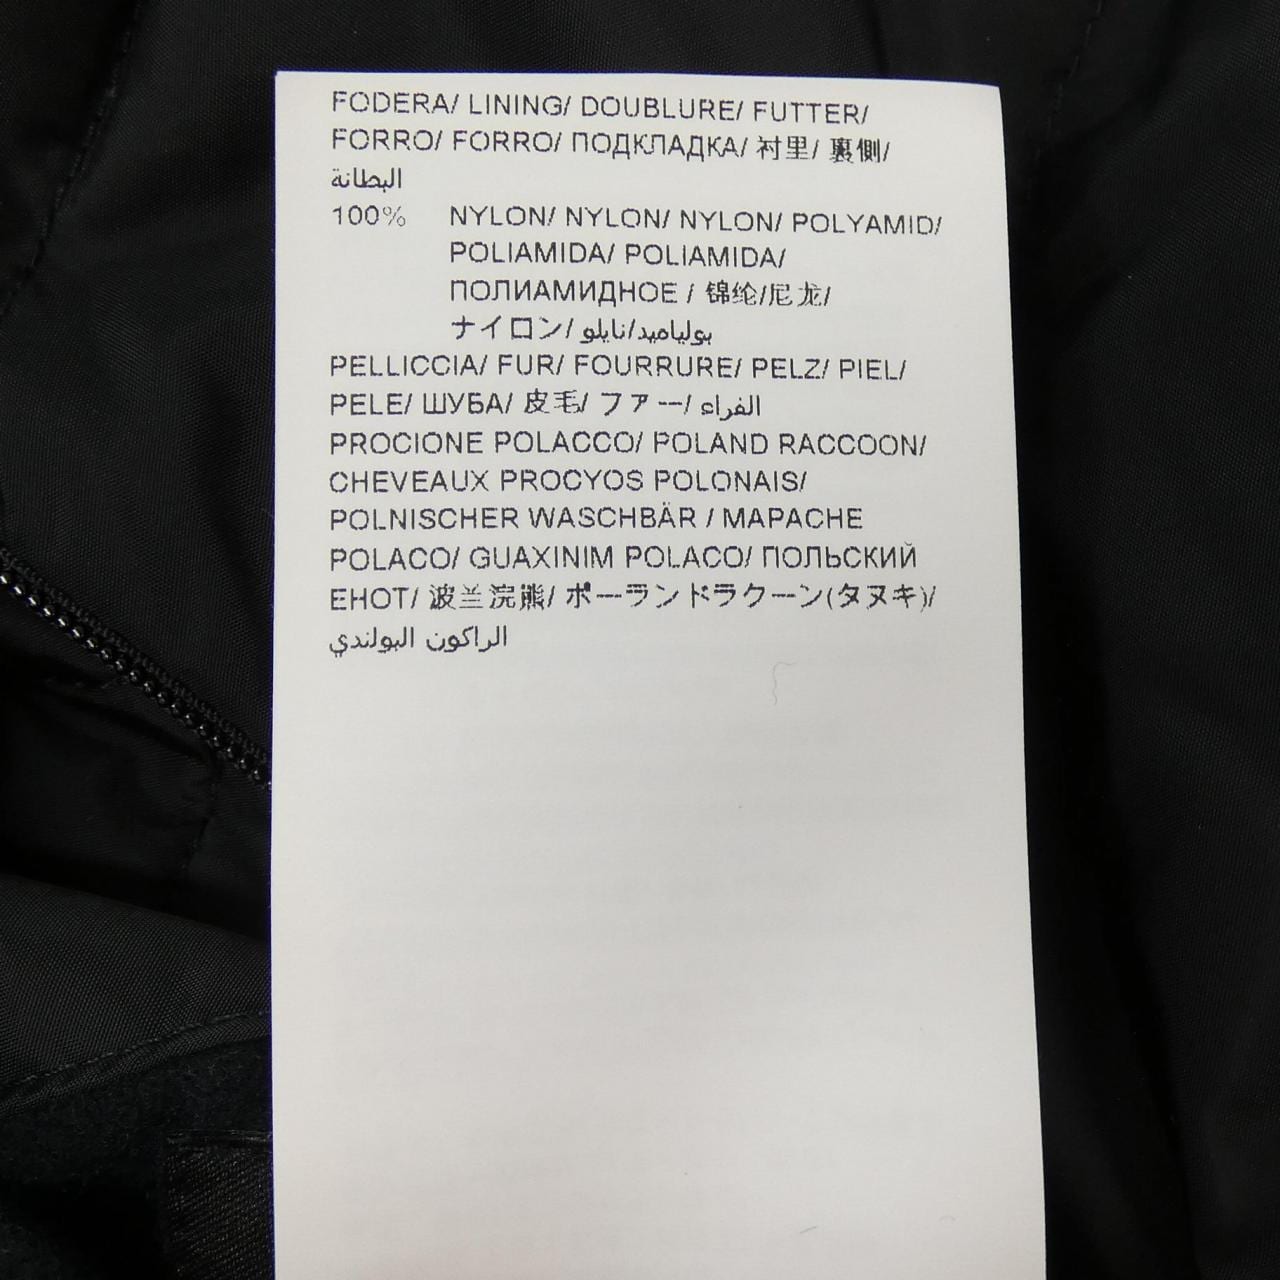 FODERA/ LINING/ DOUBLURE/ FUTTER/
FORRO/ FORRO/ ПОДКЛАДКА/ 衬里/ 裏側/
البطانة
100% NYLON/ NYLON/ NYLON/ POLYAMID/
POLIAMIDA/ POLIAMIDA/
ПОЛИАМИДНОЕ / 锦纶/尼龙/
ナイロン/ بولياميد/نايلو
PELLICCIA/ FUR/ FOURRURE/ PELZ/ PIEL/
PELE/ ШУБА/ 皮毛/ ファー/ الفراء
PROCIONE POLACCO/ POLAND RACCOON/
CHEVEAUX PROCYOS POLONAIS/
POLNISCHER WASCHBÄR / MAPACHE
POLACO/ GUAXINIM POLACO/ ПОЛЬСКИЙ
ЕНОТ/ 波兰浣熊/ ポーランドラクーン(タヌキ)/
الراكون البولندي